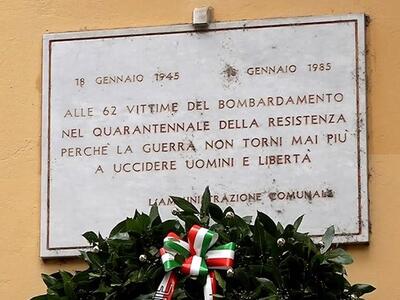 18 GENNAIO 1945 GENNAIO 1985
ALLE 62 VITTIME DEL BOMBARDAMENTO
NEL QUARANTENNALE DELLA RESISTENZA
PERCHÈ LA GUERRA NON TORNI MAI PIÙ
A UCCIDERE UOMINI E LIBERTÀ
L'AMMINISTRAZIONE COMUNALE